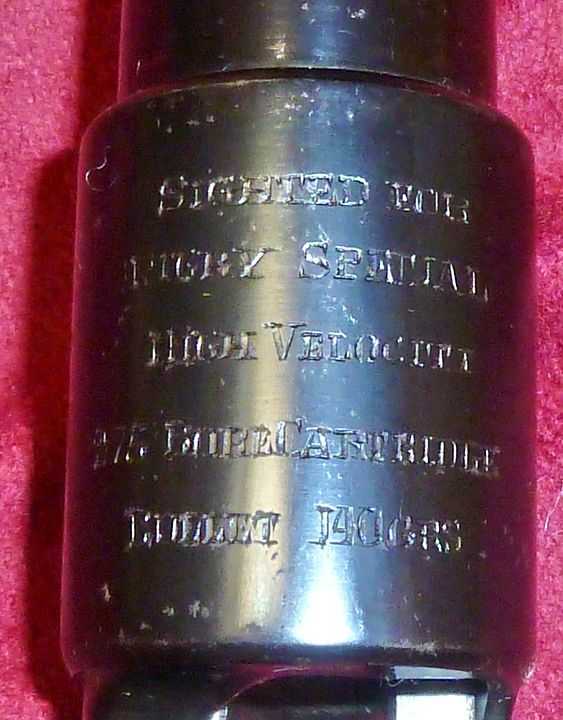 SIGHTED FOR
RIGBY SPECIAL
HIGH VELOCITY
275 BORE CARTRIDGE
BULLET 140 GRS